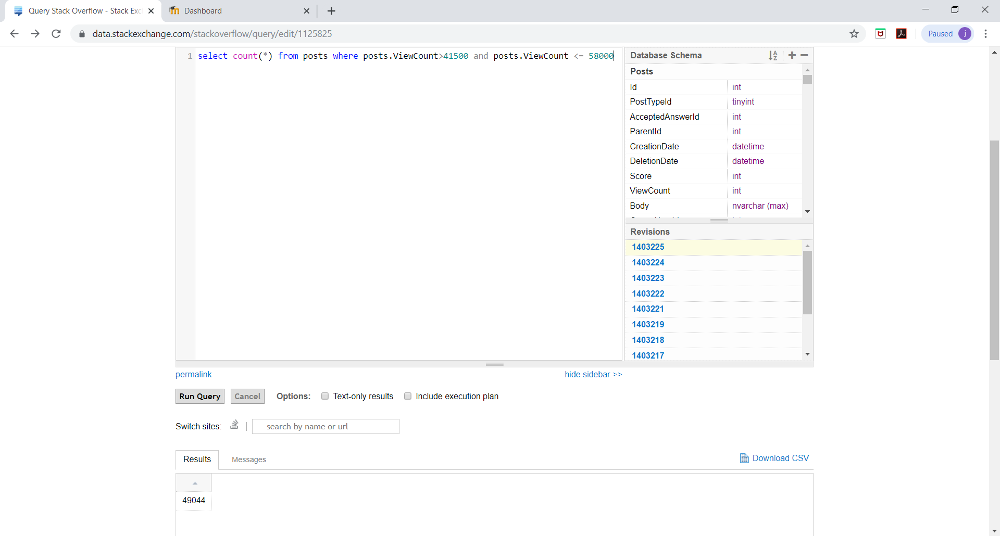 Query Stack Overflow - Stack Exc
Dashboard
data.stackexchange.com/stackoverflow/query/edit/1125825
Paused
j
1 select count(*) from posts where posts.ViewCount>41500 and posts.ViewCount <= 58000
Database Schema
Posts
Id int
PostTypeId tinyint
AcceptedAnswerId int
ParentId int
CreationDate datetime
DeletionDate datetime
Score int
ViewCount int
Body nvarchar (max)
Revisions
1403225
1403224
1403223
1403222
1403221
1403219
1403218
1403217
permalink
hide sidebar >>
Run Query Cancel Options: Text-only results Include execution plan
Switch sites: | search by name or url
Results Messages
Download CSV
49044